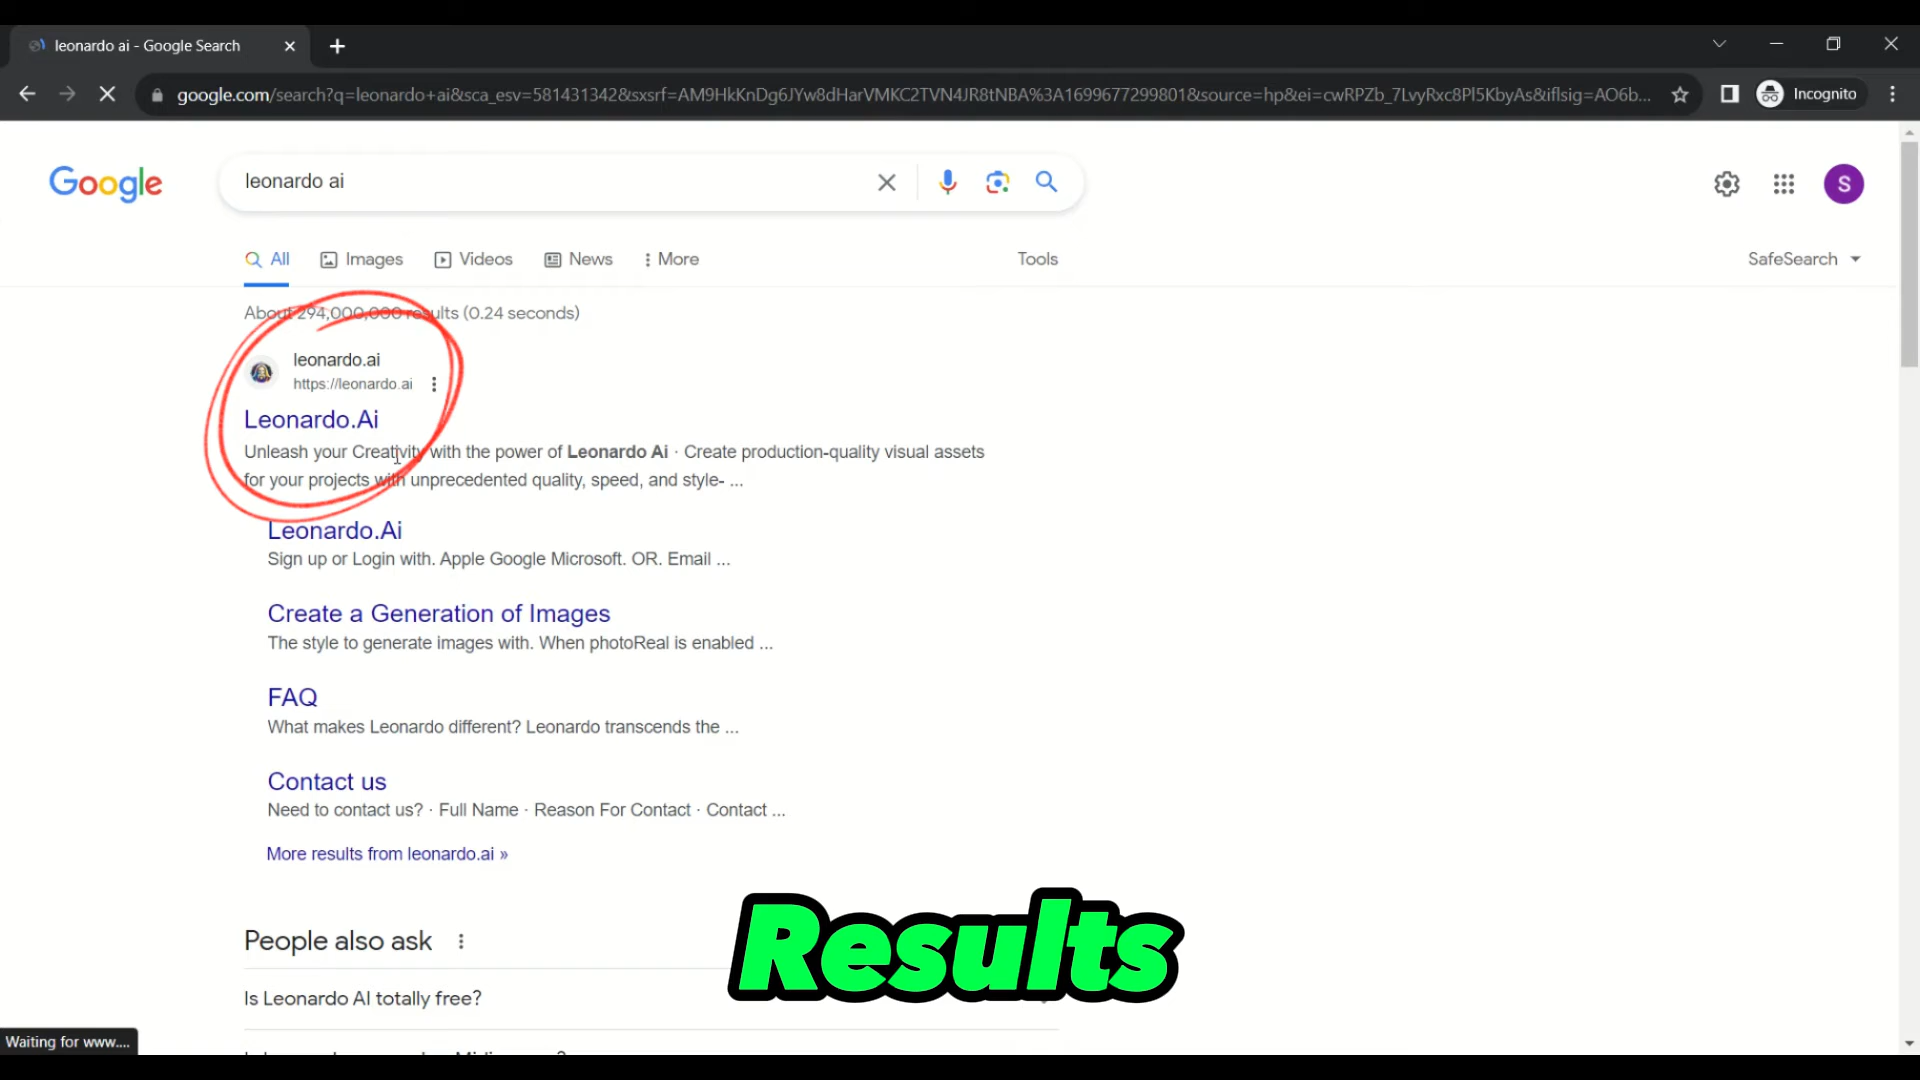 leonardo ai - Google Search
google.com/search?q=leonardo+ai&sca_esv=581431342&sxsrf=AM9HkKnDg6JYw8dHarVMKC2TVN4JR8tNBA%3A1699677299801&source=hp&ei=cwRPZb_7LvyRxc8Pl5KbyAs&iflsig=AO6b...
Incognito
Google
leonardo ai
S
All
Images
Videos
News
More
Tools
SafeSearch
About 294,000,000 results (0.24 seconds)
leonardo.ai
https://leonardo.ai
Leonardo.Ai
Unleash your Creativity with the power of Leonardo Ai · Create production-quality visual assets
for your projects with unprecedented quality, speed, and style- ...
Leonardo.Ai
Sign up or Login with. Apple Google Microsoft. OR. Email ...
Create a Generation of Images
The style to generate images with. When photoReal is enabled ...
FAQ
What makes Leonardo different? Leonardo transcends the ...
Contact us
Need to contact us? · Full Name · Reason For Contact · Contact ...
More results from leonardo.ai »
Results
People also ask
Is Leonardo AI totally free?
Waiting for www....